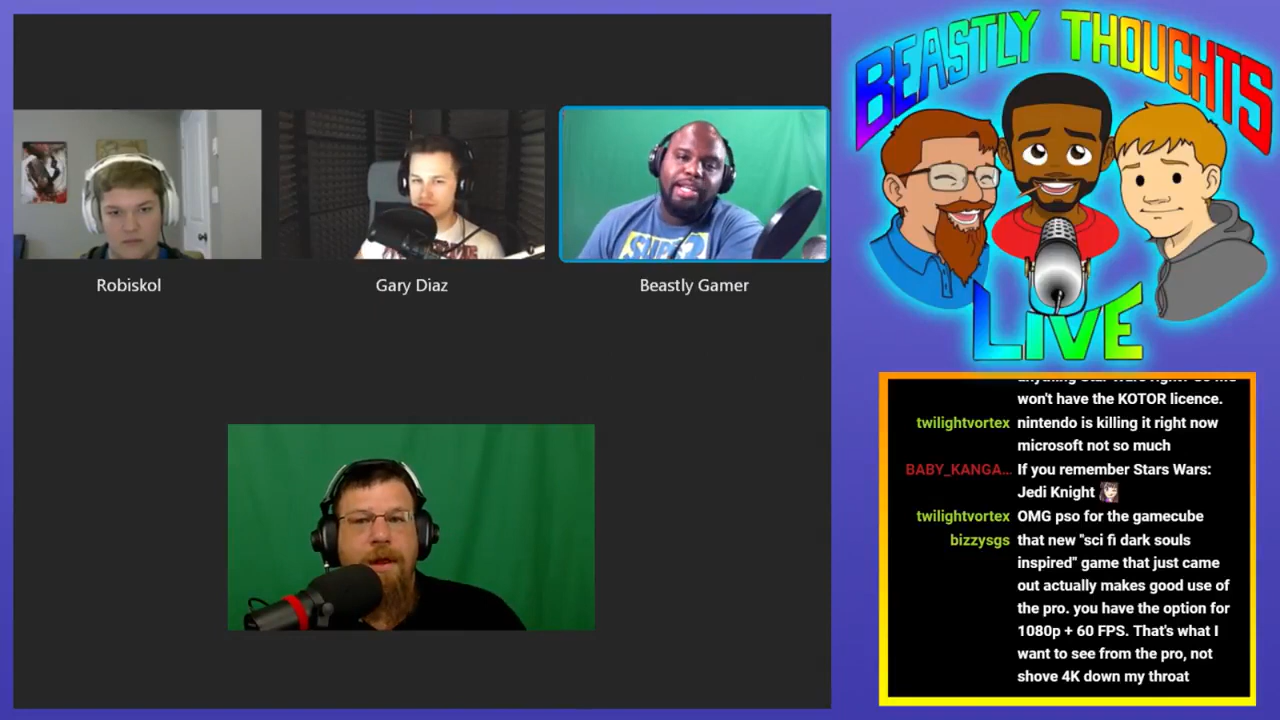 BEASTLY THOUGHTS
LIVE
Robiskol
Gary Diaz
Beastly Gamer
won't have the KOTOR licence.
twilightvortex nintendo is killing it right now
microsoft not so much
BABY_KANGA... If you remember Stars Wars:
Jedi Knight
twilightvortex OMG pso for the gamecube
bizzysgs that new "sci fi dark souls
inspired" game that just came
out actually makes good use of
the pro. you have the option for
1080p + 60 FPS. That's what I
want to see from the pro, not
shove 4K down my throat